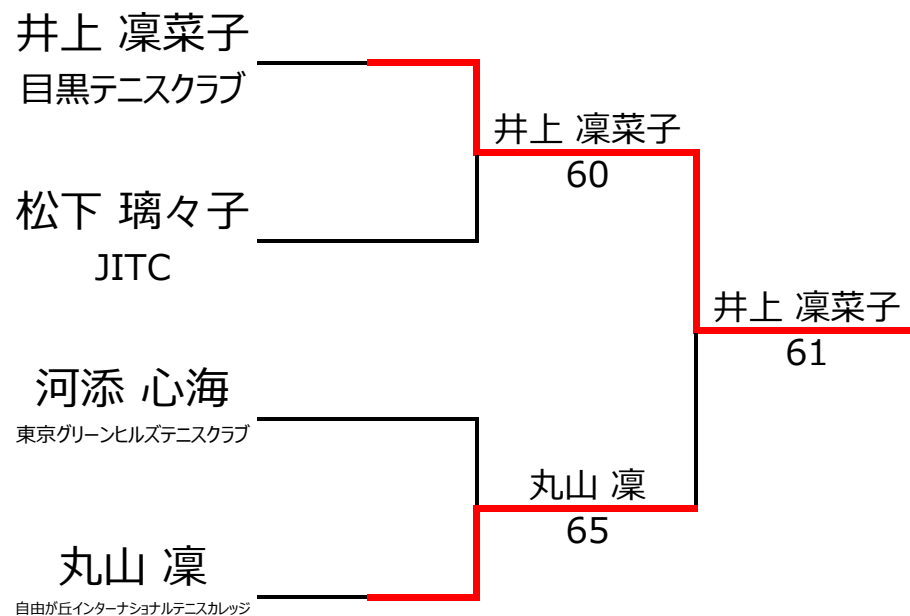 井上 凜菜子
目黒テニスクラブ
井上 凜菜子
60
松下 璃々子
JITC
井上 凜菜子
61
河添 心海
東京グリーンヒルズテニスクラブ
丸山 凜
65
丸山 凜
自由が丘インターナショナルテニスカレッジ